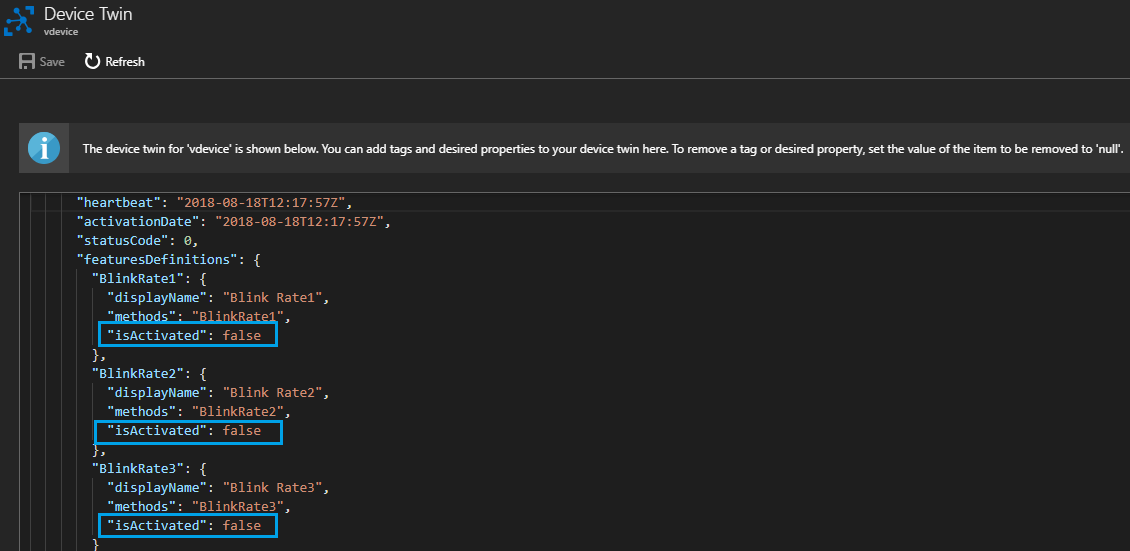 Device Twin
vdevice
Save Refresh
The device twin for 'vdevice' is shown below. You can add tags and desired properties to your device twin here. To remove a tag or desired property, set the value of the item to be removed to 'null'.
"heartbeat": "2018-08-18T12:17:57Z",
"activationDate": "2018-08-18T12:17:57Z",
"statusCode": 0,
"featuresDefinitions": {
"BlinkRate1": {
"displayName": "Blink Rate1",
"methods": "BlinkRate1",
"isActivated": false
},
"BlinkRate2": {
"displayName": "Blink Rate2",
"methods": "BlinkRate2",
"isActivated": false
},
"BlinkRate3": {
"displayName": "Blink Rate3",
"methods": "BlinkRate3",
"isActivated": false
}